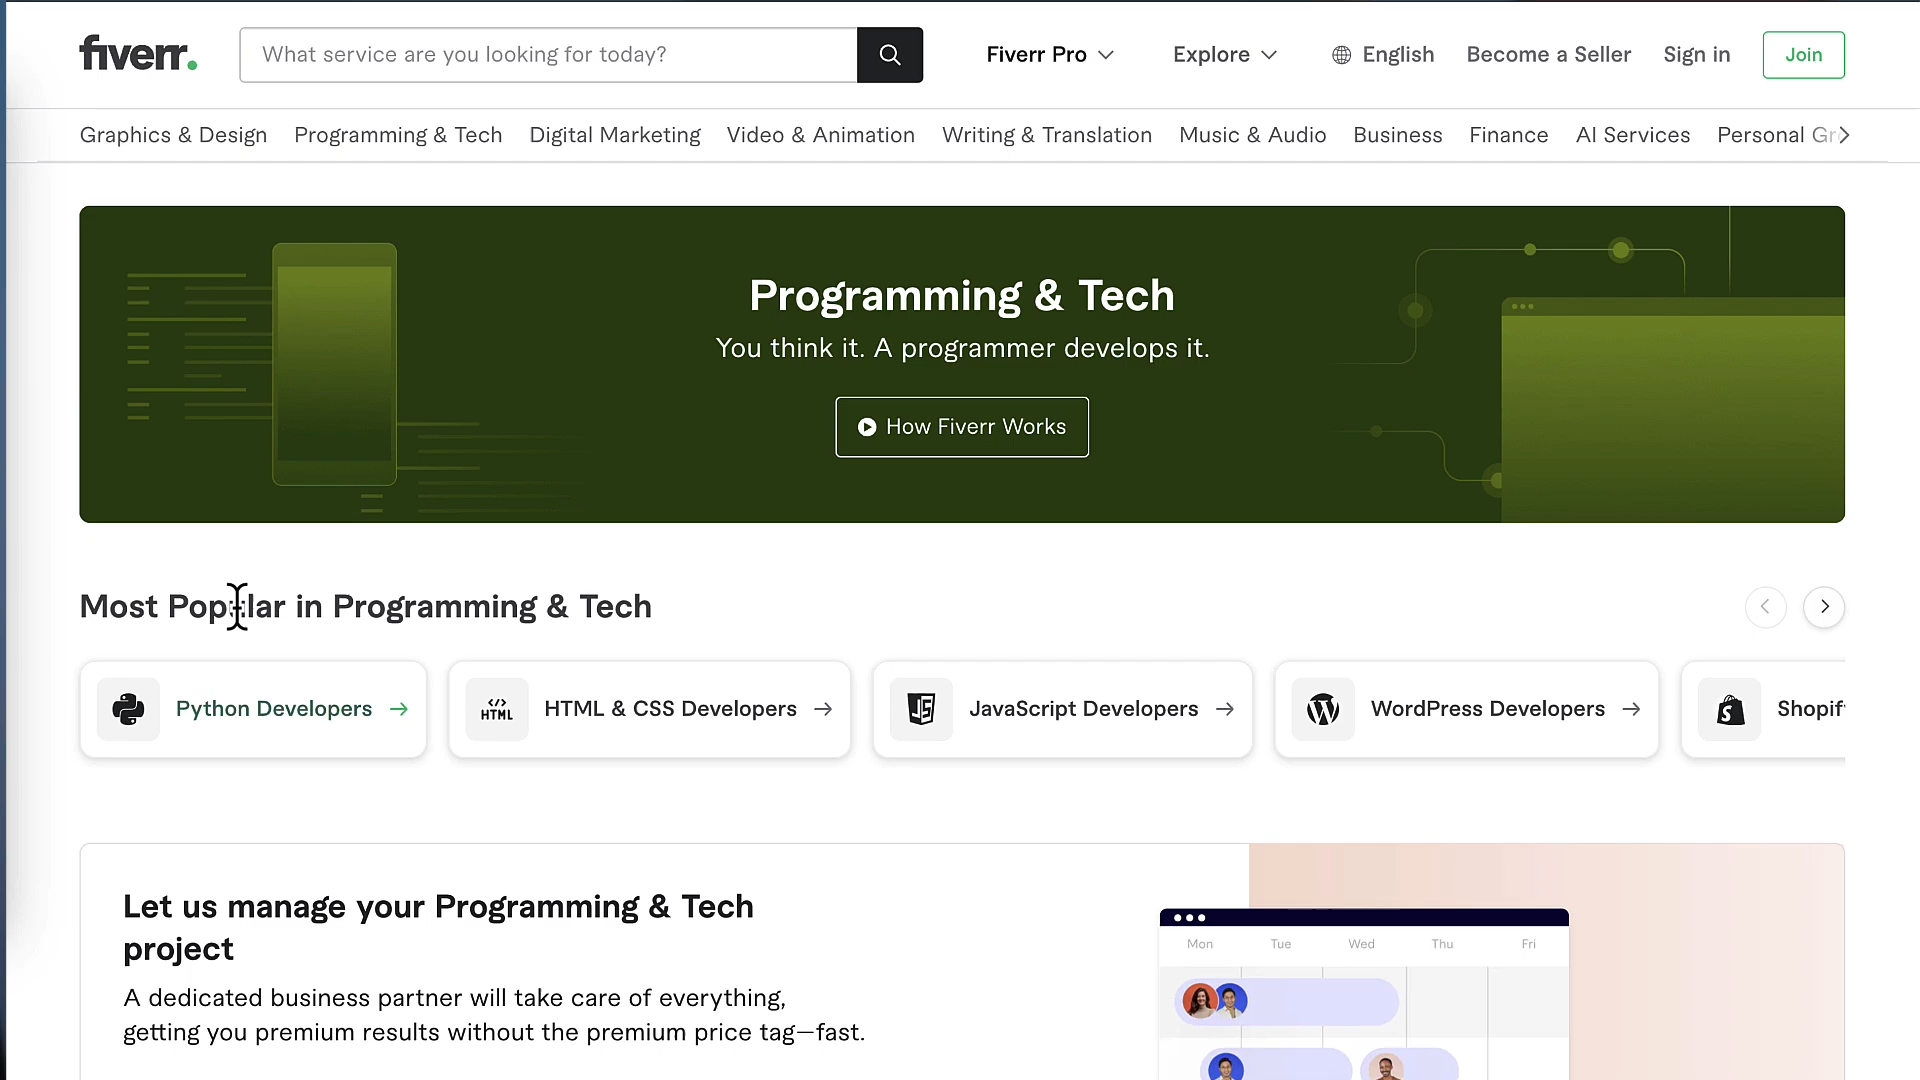 fiverr.
What service are you looking for today?
Fiverr Pro
Explore
English
Become a Seller
Sign in
Join
Graphics & Design
Programming & Tech
Digital Marketing
Video & Animation
Writing & Translation
Music & Audio
Business
Finance
AI Services
Personal Gr
Programming & Tech
You think it. A programmer develops it.
How Fiverr Works
Most Popular in Programming & Tech
Python Developers
HTML
HTML & CSS Developers
JS
JavaScript Developers
WordPress Developers
Shopif
Let us manage your Programming & Tech
project
A dedicated business partner will take care of everything,
getting you premium results without the premium price tag—fast.
Mon
Tue
Wed
Thu
Fri